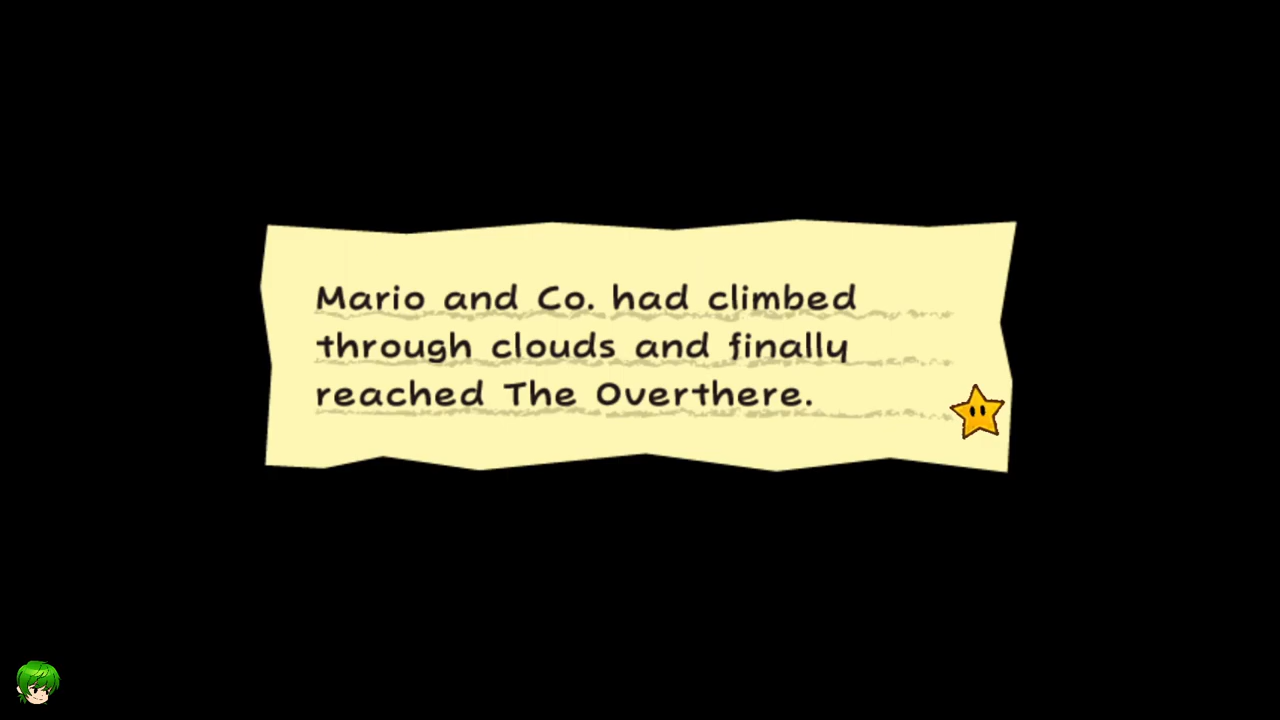 Mario and Co. had climbed
through clouds and finally
reached The Overthere.